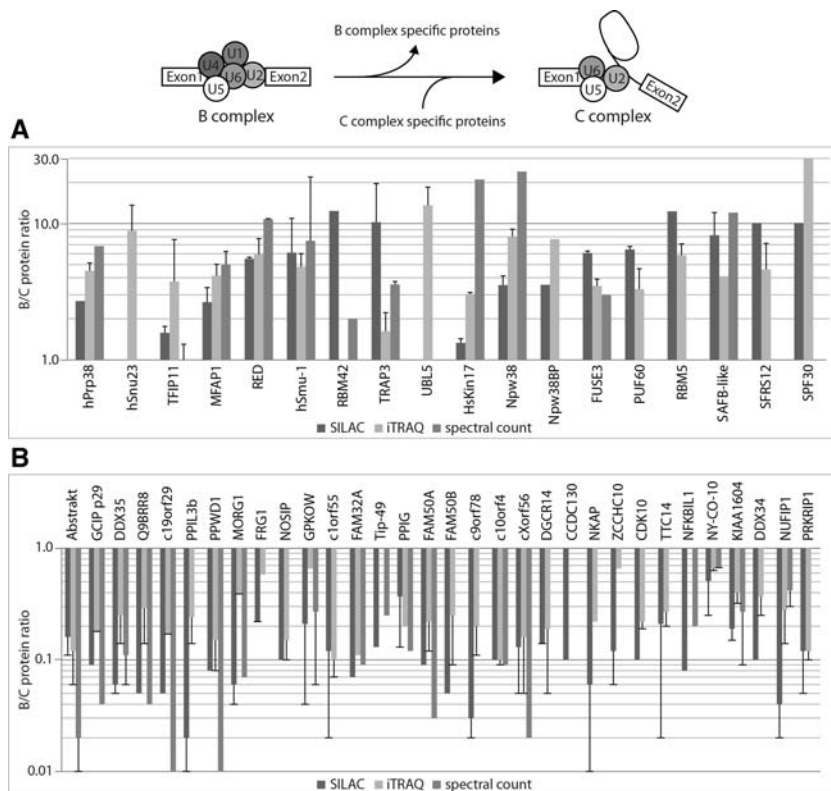 B complex specific proteins
U1
U4
Exon1
U6
U2
Exon2
U5
B complex
C complex specific proteins
Exon1
U6
U2
U5
Exon2
C complex
A
30.0
10.0
1.0
B/C protein ratio
hPrp38
hSnu23
TFIP11
MFAP1
RED
hSmu-1
RBM42
TRAP3
UBL5
HsKin17
Npw38
Npw38BP
FUSE3
PUF60
RBM5
SAFB-like
SFRS12
SPF30
SILAC iTRAQ spectral count
B
Abstrakt
GCIP p29
DDX35
Q9BRR8
c19orf29
PPIL3b
PPWD1
MORG1
FRG1
NOSIP
GPKOW
c1orf55
FAM32A
Tip-49
PPIG
FAM50A
FAM50B
c9orf78
c10orf4
cXorf56
DGCR14
CCDC130
NKAP
ZCCHC10
CDK10
TTC14
NFKBIL1
NY-CO-10
KIAA1604
DDX34
NUFIP1
PRKRIP1
1.0
0.1
0.01
B/C protein ratio
SILAC iTRAQ spectral count